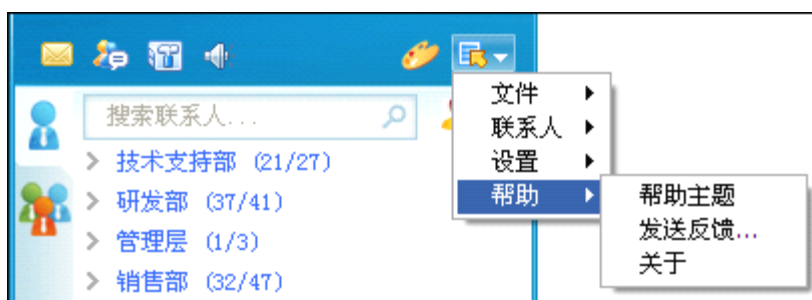 搜索联系人...
技术支持部 (21/27)
研发部 (37/41)
管理层 (1/3)
销售部 (32/47)
文件
联系人
设置
帮助
帮助主题
发送反馈...
关于